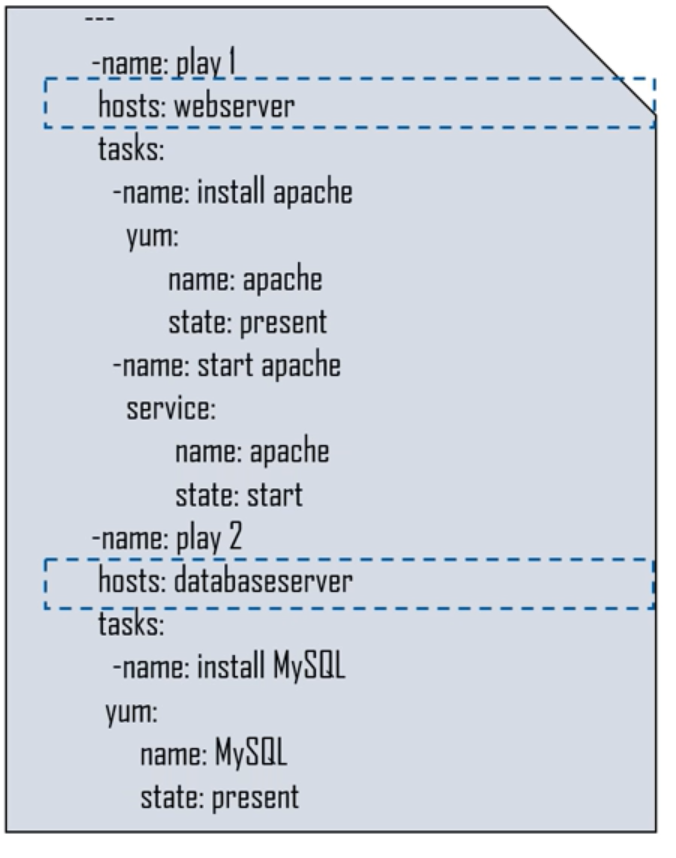 ---
-name: play 1
hosts: webserver
tasks:
-name: install apache
yum:
name: apache
state: present
-name: start apache
service:
name: apache
state: start
-name: play 2
hosts: databaseserver
tasks:
-name: install MySQL
yum:
name: MySQL
state: present